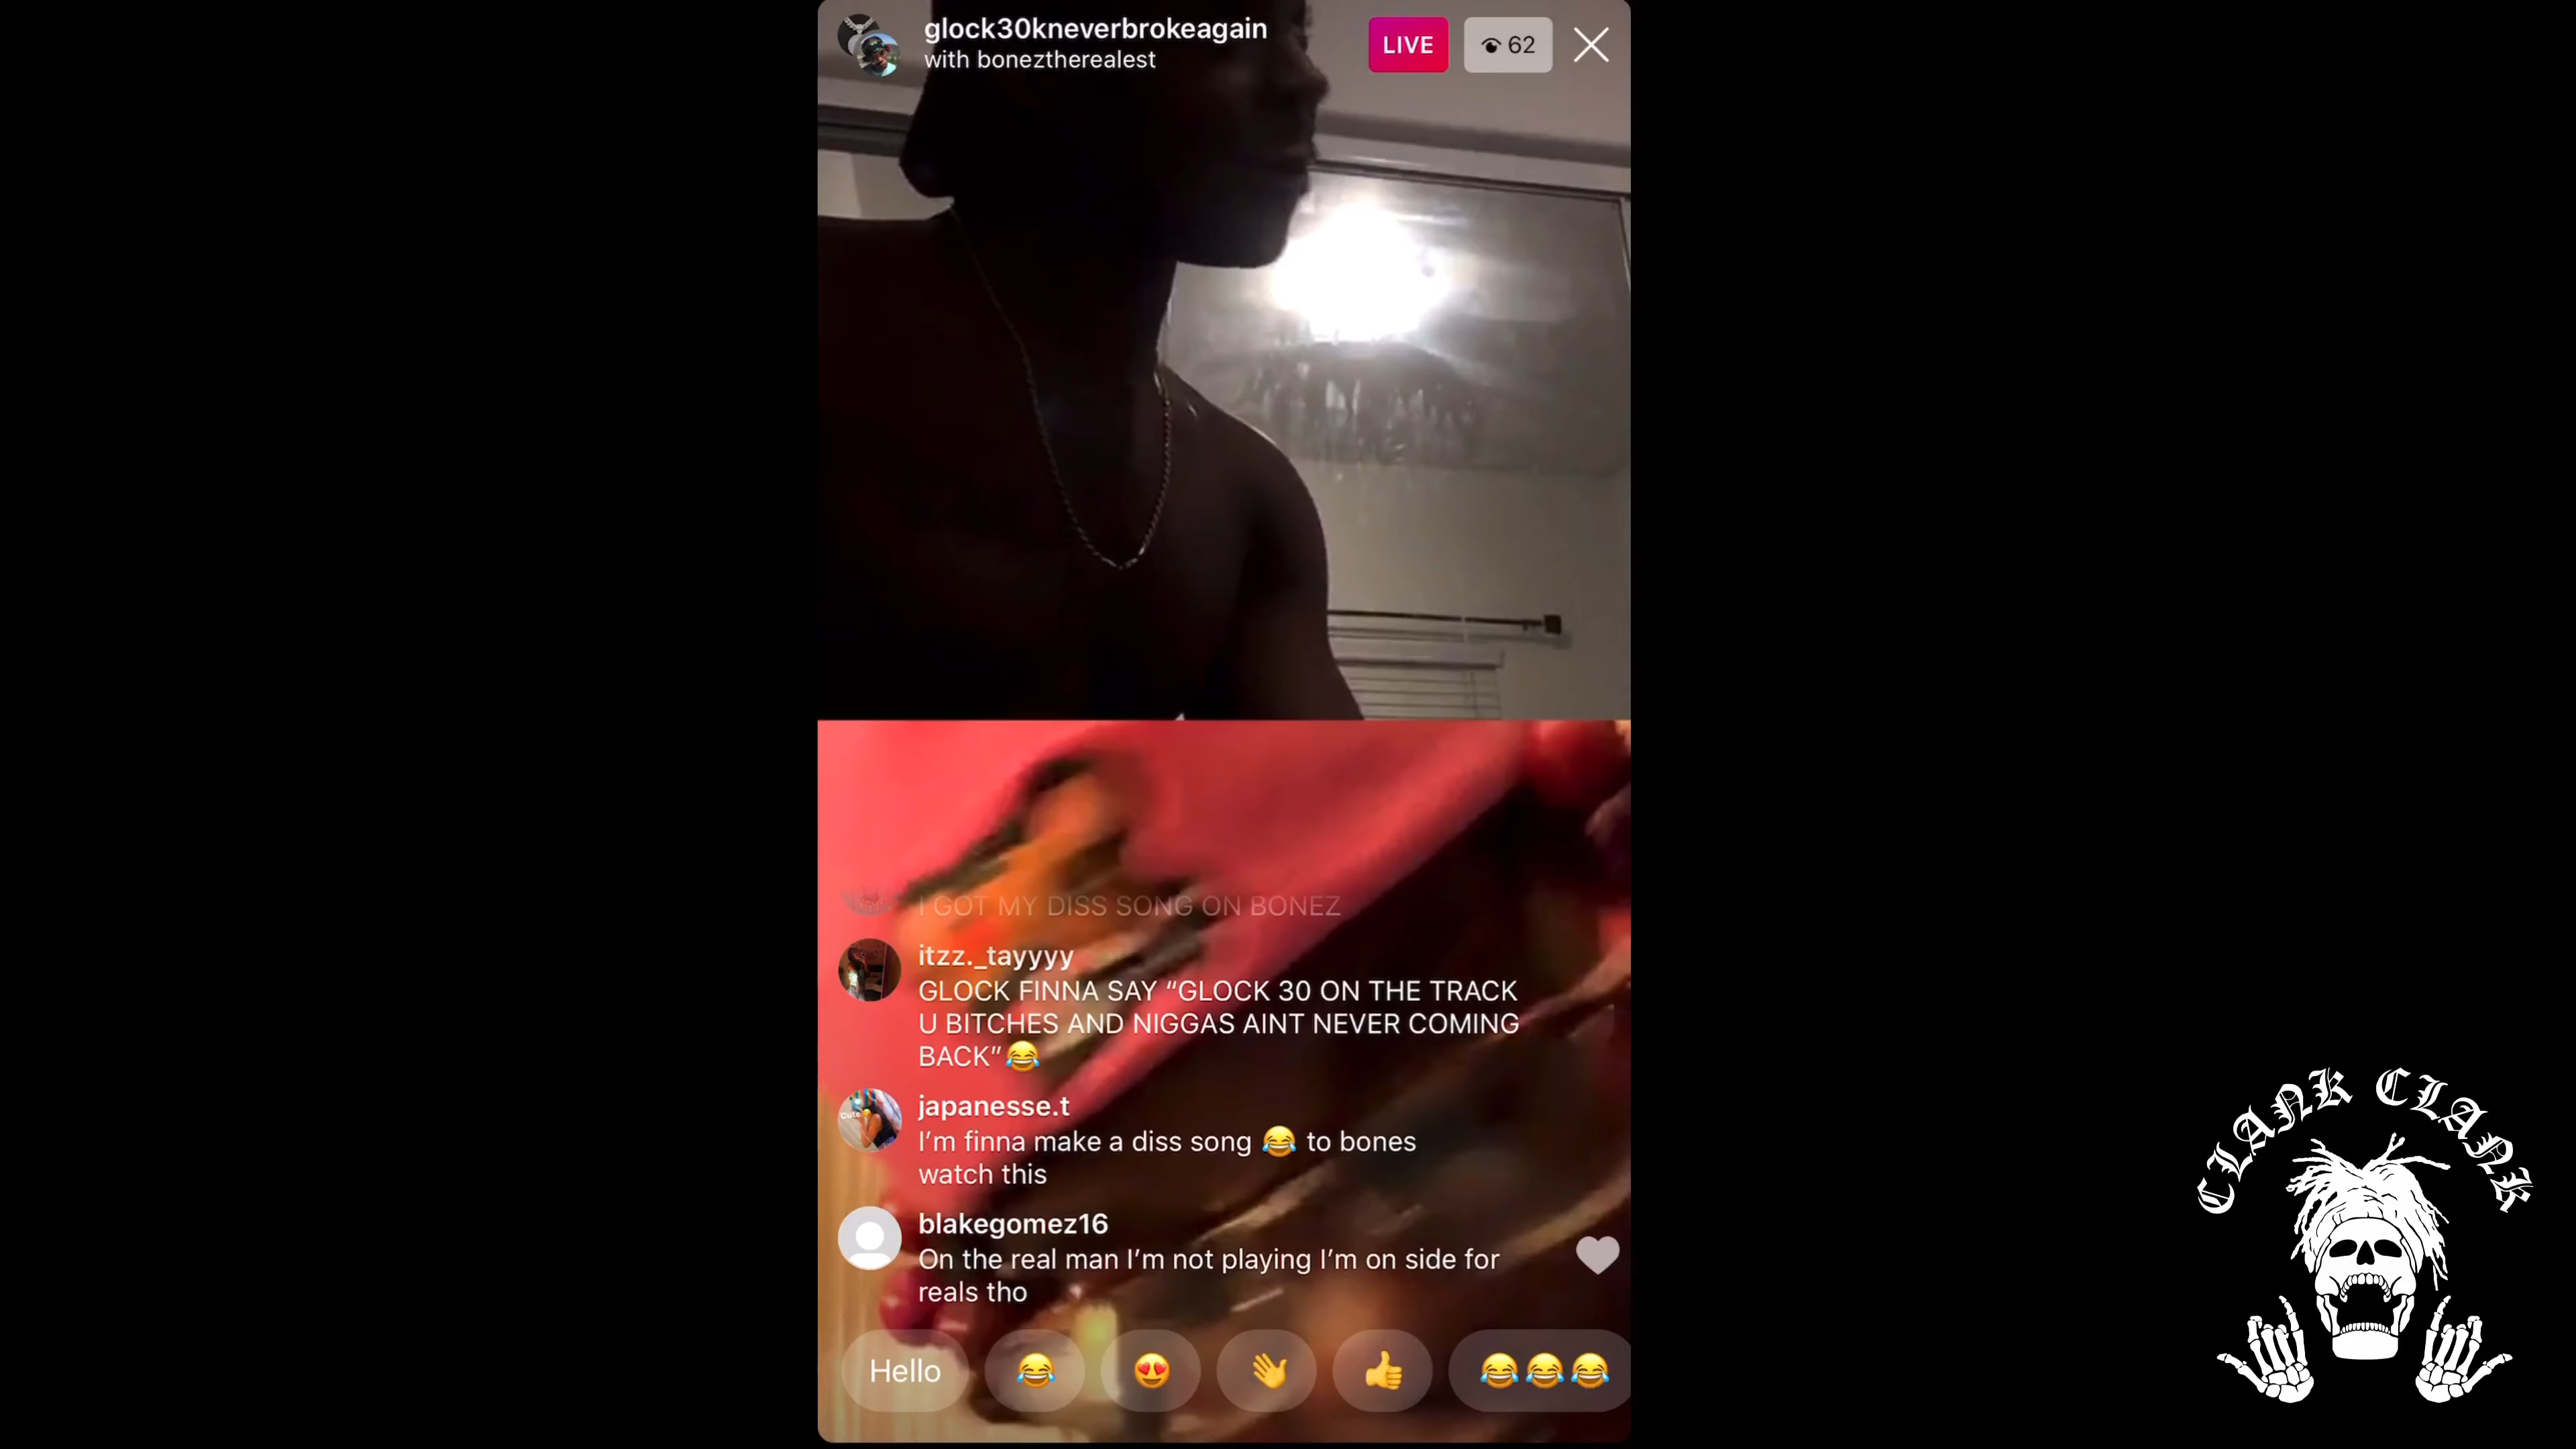 glock30kneverbrokeagain
with boneztherealest
LIVE
62
I GOT MY DISS SONG ON BONEZ
itzz._tayyyy
GLOCK FINNA SAY “GLOCK 30 ON THE TRACK
U BITCHES AND NIGGAS AINT NEVER COMING
BACK”😂
japanesse.t
I’m finna make a diss song 😂 to bones
watch this
blakegomez16
On the real man I’m not playing I’m on side for
reals tho
Hello 😂 😍 👋 👍 😂😂😂
CLANK CLANK
Cute